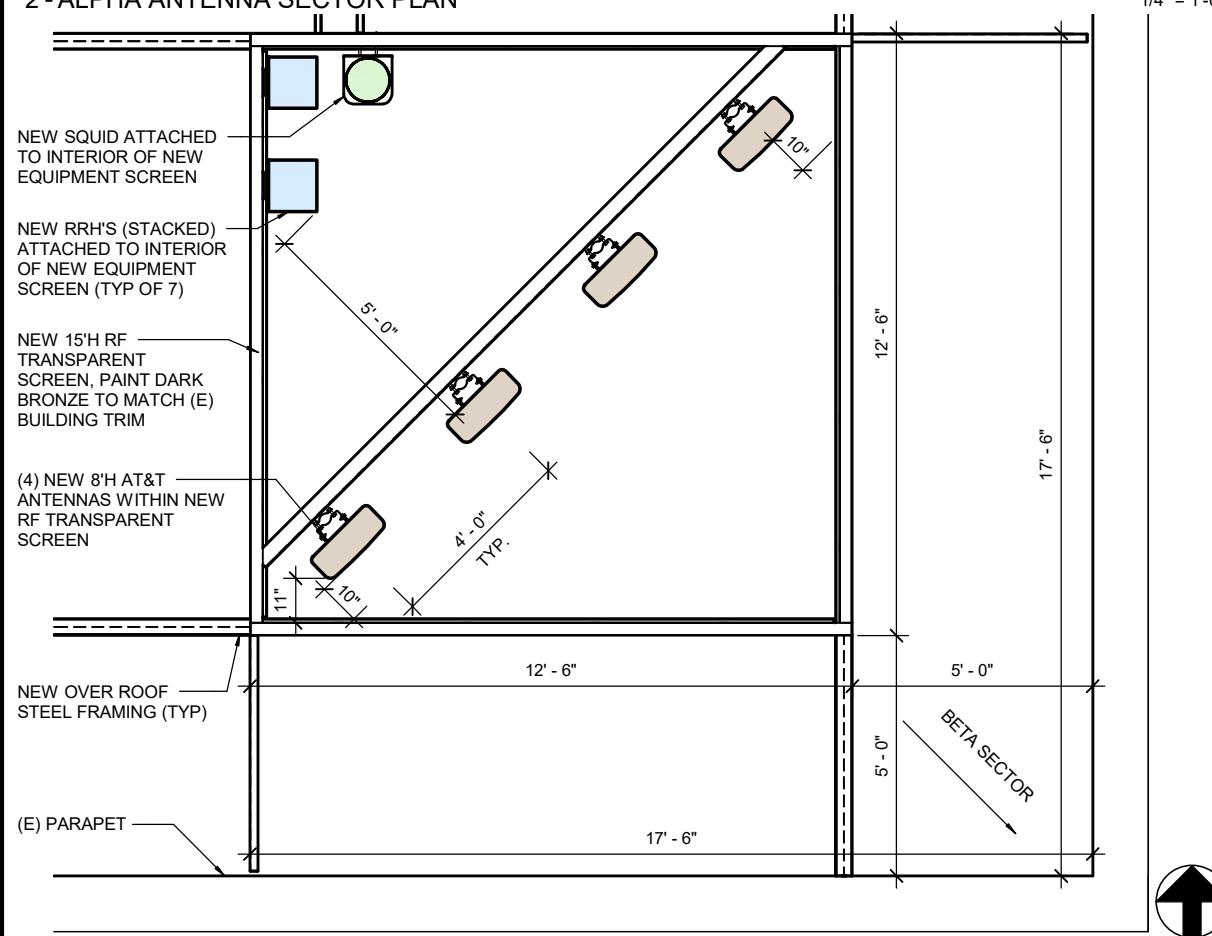 2 - ALPHA ANTENNA SECTOR PLAN
1/4" = 1'-0
NEW SQUID ATTACHED
TO INTERIOR OF NEW
EQUIPMENT SCREEN
NEW RRH'S (STACKED)
ATTACHED TO INTERIOR
OF NEW EQUIPMENT
SCREEN (TYP OF 7)
NEW 15'H RF
TRANSPARENT
SCREEN, PAINT DARK
BRONZE TO MATCH (E)
BUILDING TRIM
(4) NEW 8'H AT&T
ANTENNAS WITHIN NEW
RF TRANSPARENT
SCREEN
NEW OVER ROOF
STEEL FRAMING (TYP)
(E) PARAPET
10"
5' - 0"
4' - 0"
TYP.
11"
10"
12' - 6"
17' - 6"
12' - 6"
5' - 0"
5' - 0"
BETA SECTOR
17' - 6"